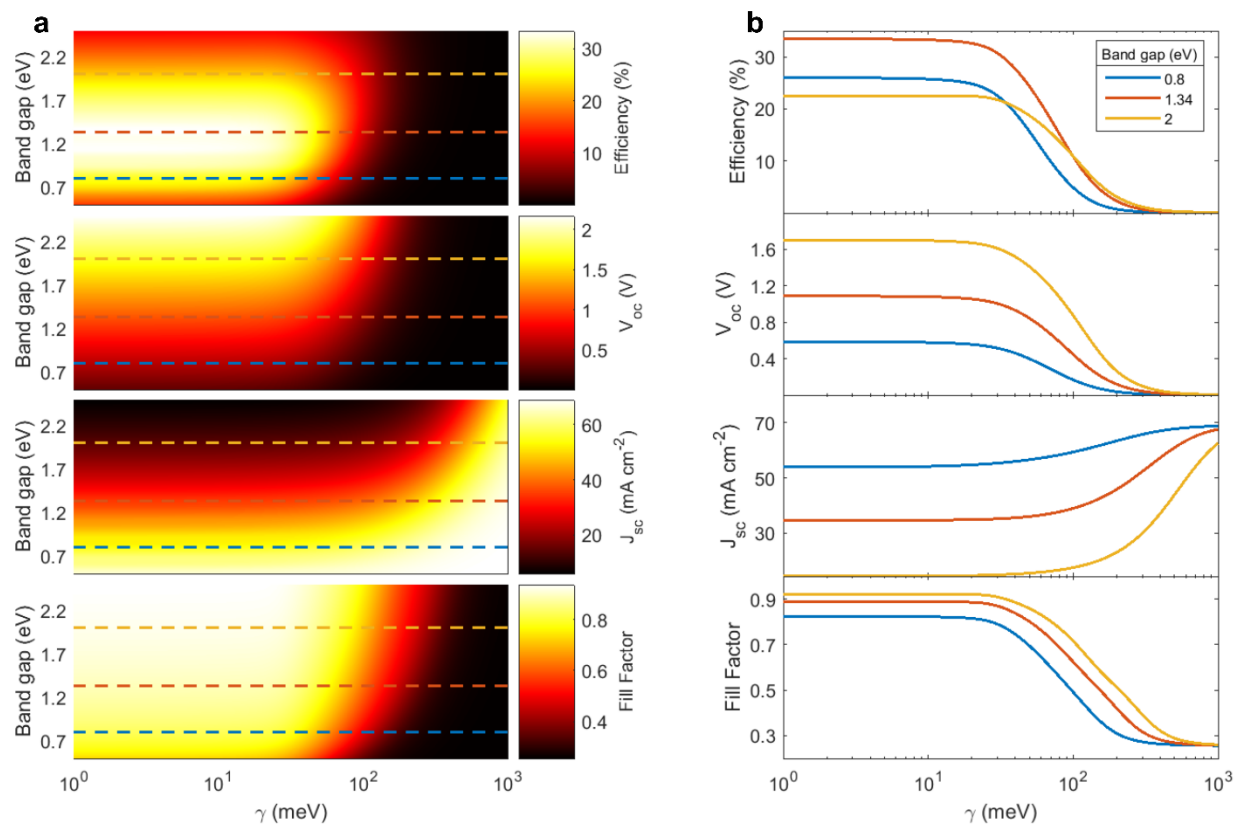 a
Band gap (eV)
2.2
1.7
1.2
0.7
30
20
10
Efficiency (%)
Band gap (eV)
2.2
1.7
1.2
0.7
2
1.5
1
0.5
V_oc (V)
Band gap (eV)
2.2
1.7
1.2
0.7
60
40
20
J_sc (mA cm^-2)
Band gap (eV)
2.2
1.7
1.2
0.7
0.8
0.6
0.4
Fill Factor
10^0 10^1 10^2 10^3
γ (meV)
b
Efficiency (%)
30
20
10
Band gap (eV)
0.8
1.34
2
V_oc (V)
1.6
1.2
0.8
0.4
J_sc (mA cm^-2)
70
50
30
Fill Factor
0.9
0.7
0.5
0.3
10^0 10^1 10^2 10^3
γ (meV)